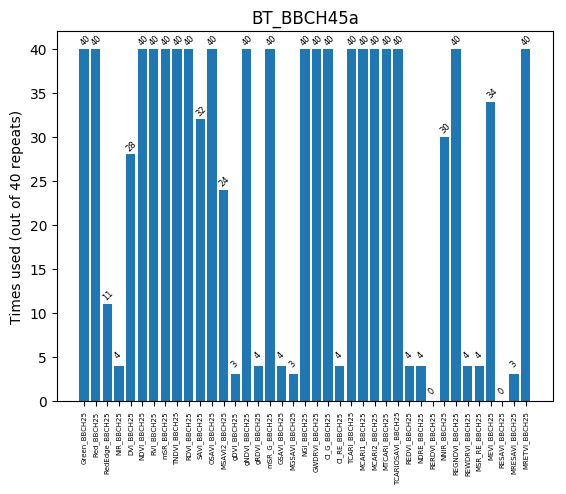 BT_BBCH45a
Times used (out of 40 repeats)
40
35
30
25
20
15
10
5
0
40
40
11
4
28
40
40
40
40
40
32
40
24
3
40
4
40
4
3
40
40
40
4
40
40
40
40
40
4
4
0
30
40
4
4
34
0
3
40
Green_BBCH25
Red_BBCH25
RedEdge_BBCH25
NIR_BBCH25
DVI_BBCH25
NDVI_BBCH25
RVI_BBCH25
mSR_BBCH25
TNDVI_BBCH25
RDVI_BBCH25
SAVI_BBCH25
OSAVI_BBCH25
MSAVI2_BBCH25
gDVI_BBCH25
gNDVI_BBCH25
gRDVI_BBCH25
mSR_G_BBCH25
GSAVI_BBCH25
MGSAVI_BBCH25
NGI_BBCH25
GWDRVI_BBCH25
CI_G_BBCH25
CI_RE_BBCH25
TCARI_BBCH25
MCARI1_BBCH25
MCARI2_BBCH25
MTCARI_BBCH25
TCARIOSAVI_BBCH25
REDVI_BBCH25
NDRE_BBCH25
RERDVI_BBCH25
NNIR_BBCH25
REGNDVI_BBCH25
REWDRVI_BBCH25
MSR_RE_BBCH25
MEVI_BBCH25
RESAVI_BBCH25
MRESAVI_BBCH25
MRETVI_BBCH25